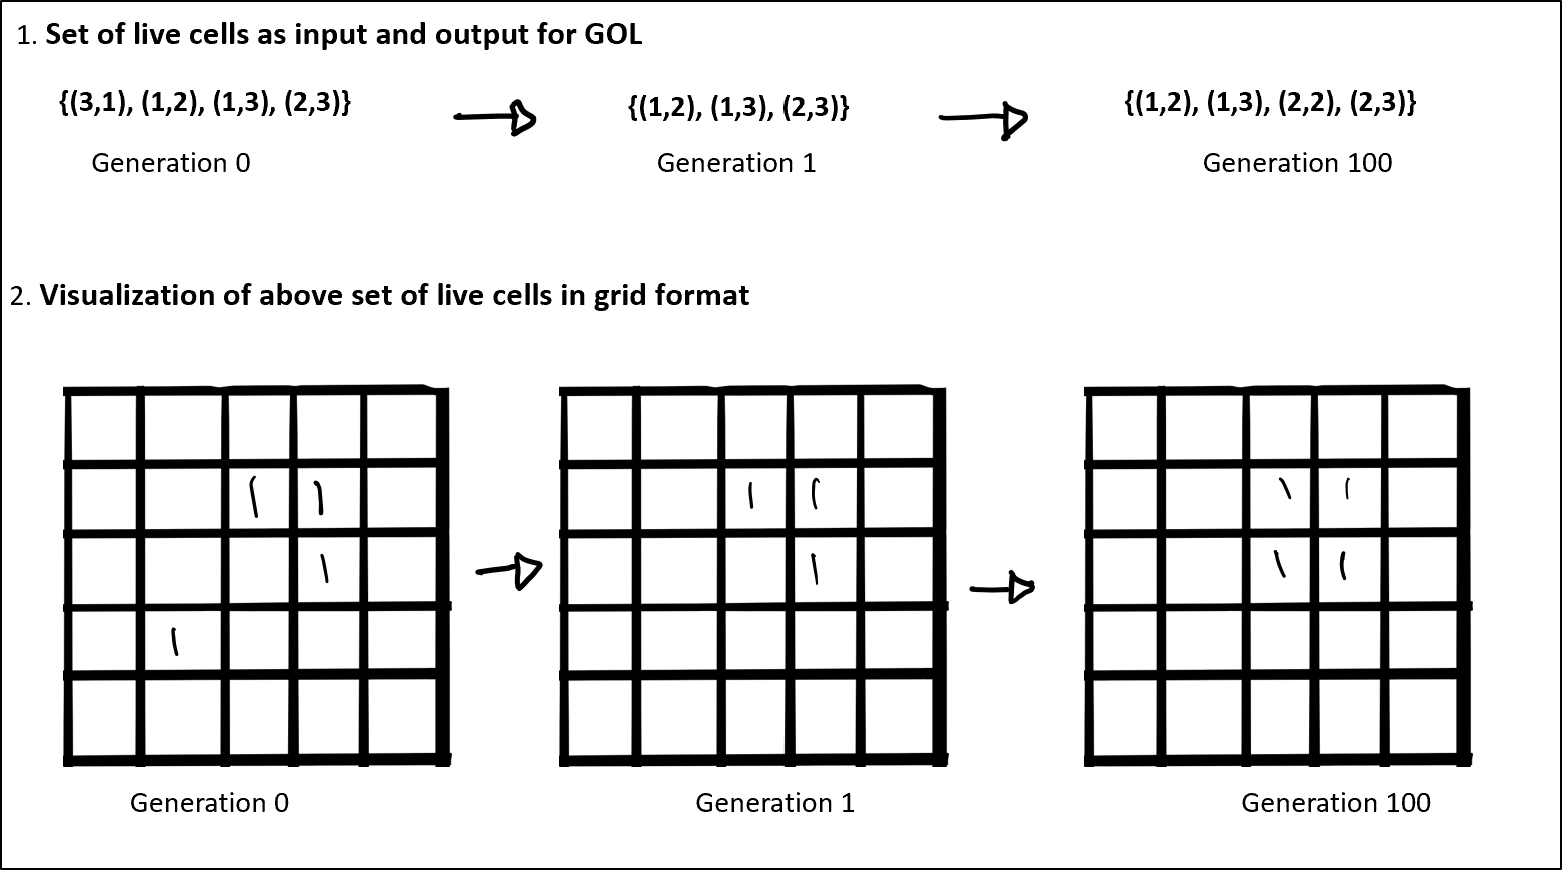 1. Set of live cells as input and output for GOL
{(3,1), (1,2), (1,3), (2,3)}
{(1,2), (1,3), (2,3)}
{(1,2), (1,3), (2,2), (2,3)}
Generation 0
Generation 1
Generation 100
2. Visualization of above set of live cells in grid format
1 1 1 1 1 1
1 1 1 1
1
Generation 0
Generation 1
Generation 100